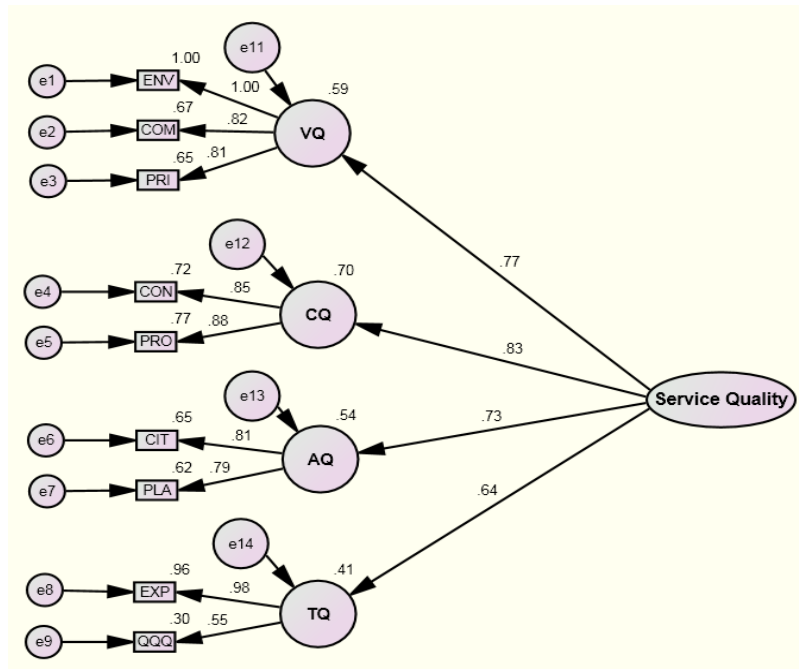 e11
1.00
e1
ENV
1.00
.59
.67
e2
COM
.82
VQ
.65
.81
e3
PRI
e12
.77
.72
.70
e4
CON
.85
CQ
.77
.88
e5
PRO
.83
e13
.65
.54
e6
CIT
.81
.73
AQ
.62
.79
e7
PLA
Service Quality
.64
e14
.96
.41
e8
EXP
.98
TQ
.30
.55
e9
QQQ